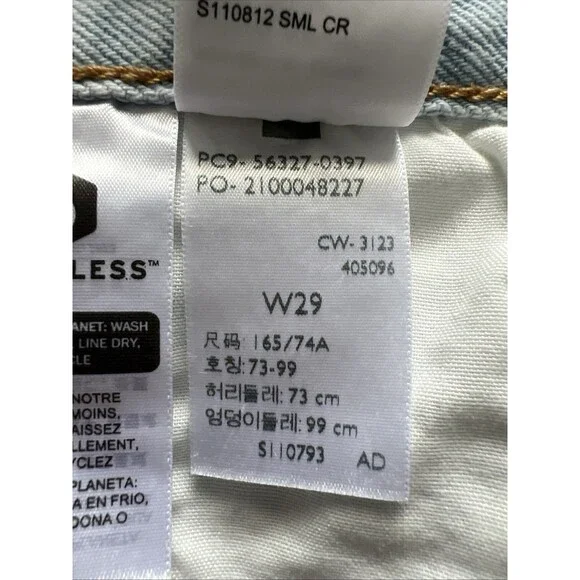 S110812 SML CR
PC9- 56327-0397
PO- 2100048227
CW- 3123
405096
W29
尺码: 165/74A
호칭: 73-99
허리둘레: 73 cm
엉덩이둘레: 99 cm
S110793 AD
LESS™
ANET: WASH
LINE DRY,
CLE
NOTRE
MOINS,
AISSEZ
LLEMENT,
YCLEZ
PLANETA:
A EN FRIO,
DONA O